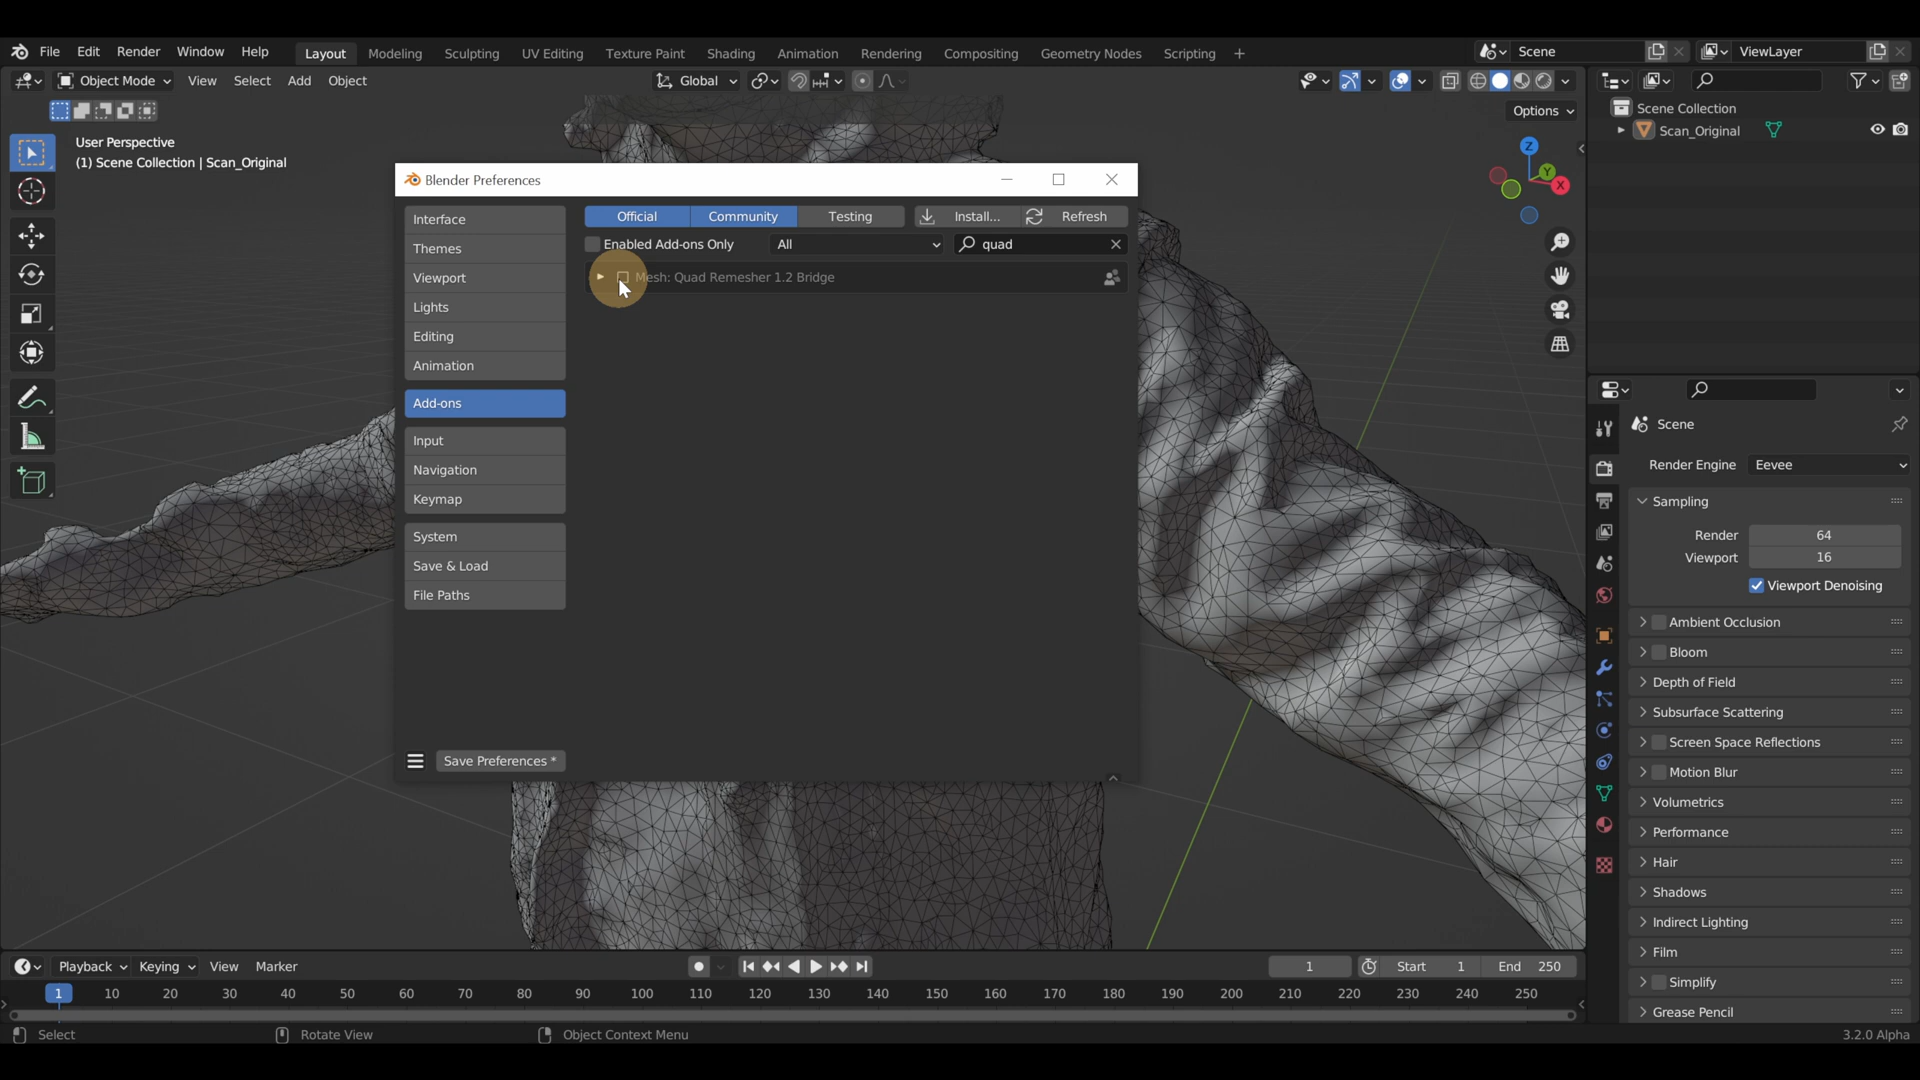 File Edit Render Window Help Layout Modeling Sculpting UV Editing Texture Paint Shading Animation Rendering Compositing Geometry Nodes Scripting + Scene ViewLayer
Object Mode View Select Add Object Global
Options
User Perspective
(1) Scene Collection | Scan_Original
Scene Collection
Scan_Original
Z
Y
X
Blender Preferences
Interface
Themes
Viewport
Lights
Editing
Animation
Add-ons
Input
Navigation
Keymap
System
Save & Load
File Paths
Save Preferences *
Official Community Testing Install... Refresh
Enabled Add-ons Only All quad
Mesh: Quad Remesher 1.2 Bridge
Scene
Render Engine Eevee
Sampling
Render 64
Viewport 16
Viewport Denoising
Ambient Occlusion
Bloom
Depth of Field
Subsurface Scattering
Screen Space Reflections
Motion Blur
Volumetrics
Performance
Hair
Shadows
Indirect Lighting
Film
Simplify
Grease Pencil
Playback Keying View Marker 1 Start 1 End 250
1 10 20 30 40 50 60 70 80 90 100 110 120 130 140 150 160 170 180 190 200 210 220 230 240 250
Select Rotate View Object Context Menu 3.2.0 Alpha